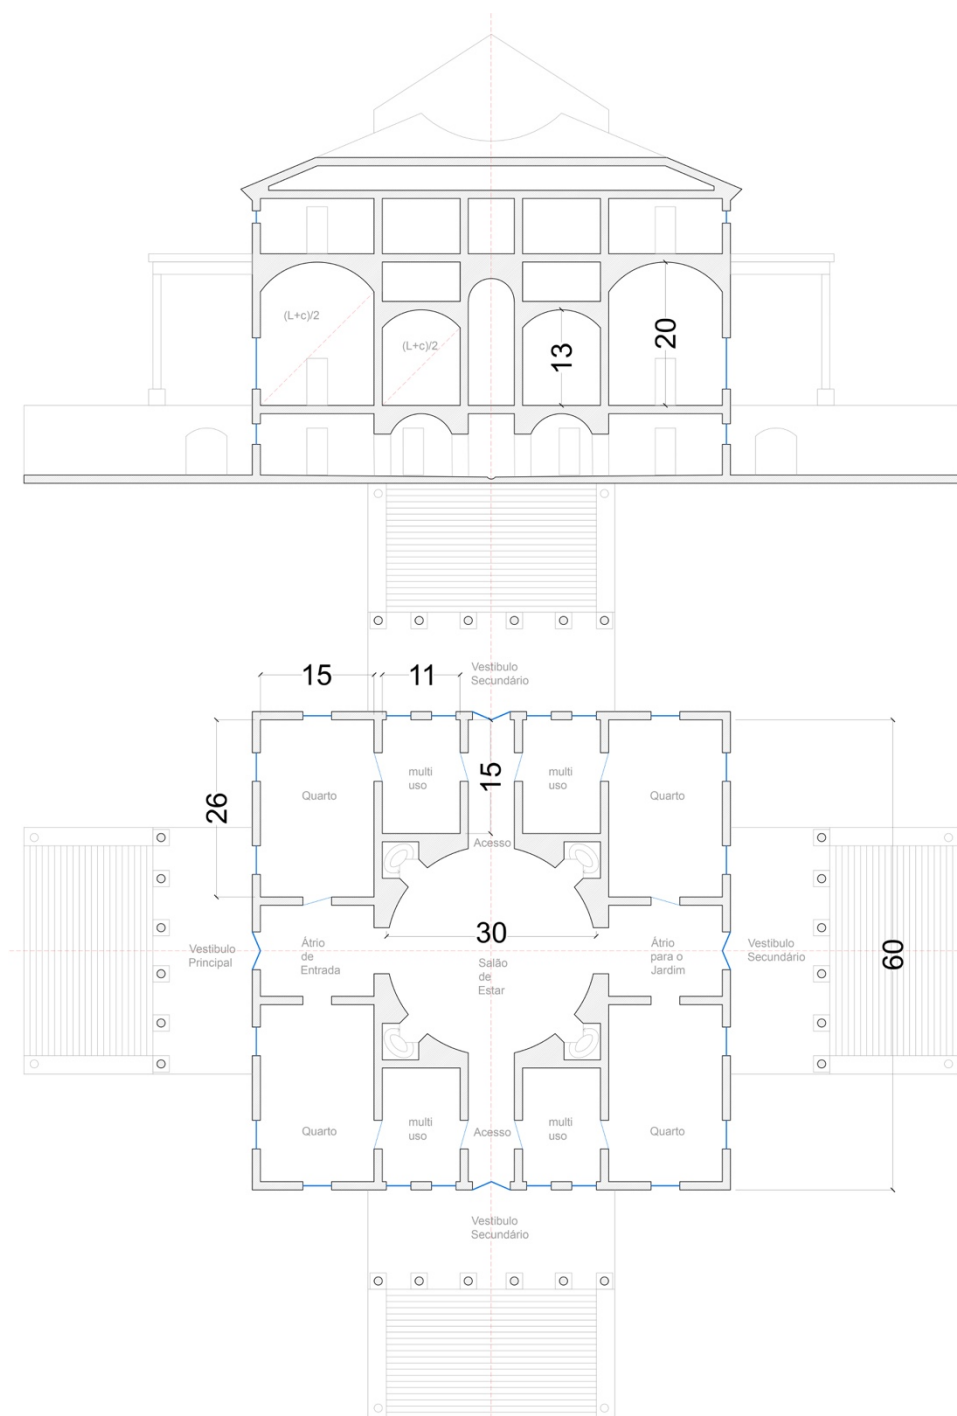 (L+c)/2
(L+c)/2
13
20
Vestíbulo
Secundário
15
11
26
Quarto
multi
uso
15
multi
uso
Quarto
Acesso
30
60
Vestíbulo
Principal
Átrio
de
Entrada
Salão
de
Estar
Átrio
para o
Jardim
Vestíbulo
Secundário
Quarto
multi
uso
Acesso
multi
uso
Quarto
Vestíbulo
Secundário